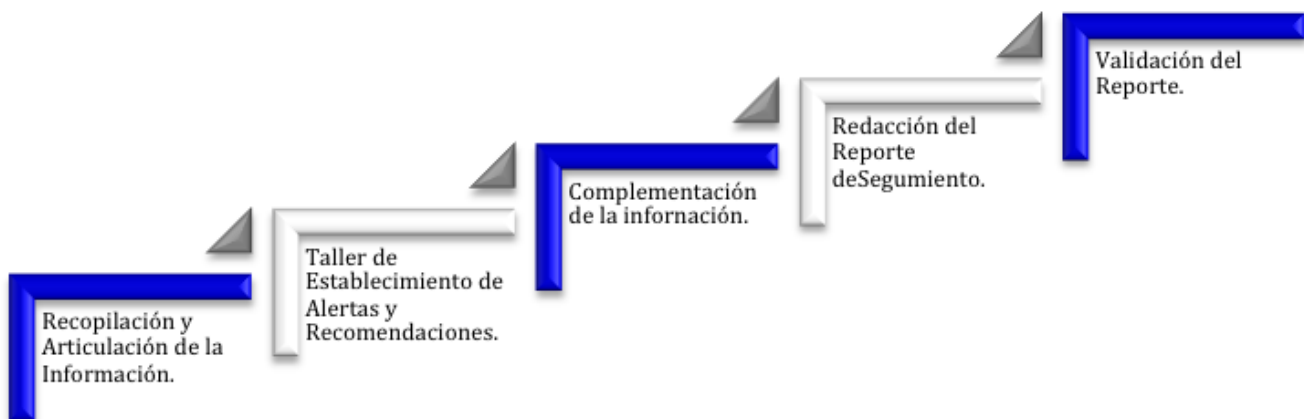 Recopilación y
Articulación de la
Información.
Taller de
Establecimiento de
Alertas y
Recomendaciones.
Complementación
de la infornación.
Redacción del
Reporte
deSegumiento.
Validación del
Reporte.